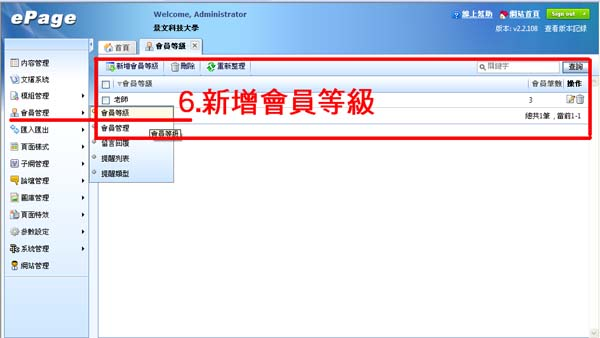 ePage
Welcome, Administrator
景文科技大學
線上幫助 網站首頁 Sign out
版本: v2.2.108 查看版本記錄
首頁 會員等級
內容管理
文檔系統
模組管理
會員管理
匯入匯出
頁面樣式
子網管理
論壇管理
圖庫管理
頁面特效
參數設定
系統管理
網站管理
新增會員等級 刪除 重新整理 關鍵字 查詢
會員等級 會員筆數 操作
老師 3
總共1筆 , 當前1-1
6.新增會員等級
會員等級
會員管理
會員等級
留言回覆
提醒列表
提醒類型